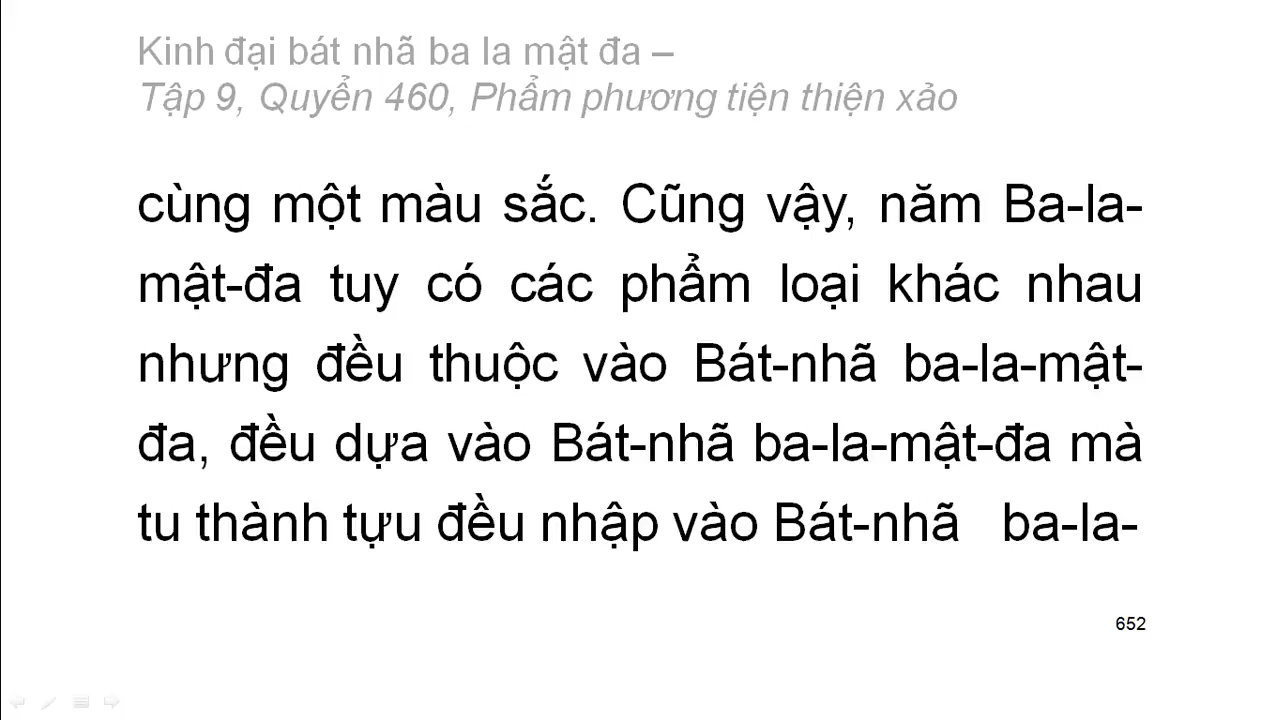 Kinh đại bát nhã ba la mật đa –
Tập 9, Quyển 460, Phẩm phương tiện thiện xảo
cùng một màu sắc. Cũng vậy, năm Ba-la-
mật-đa tuy có các phẩm loại khác nhau
nhưng đều thuộc vào Bát-nhã ba-la-mật-
đa, đều dựa vào Bát-nhã ba-la-mật-đa mà
tu thành tựu đều nhập vào Bát-nhã ba-la-
652